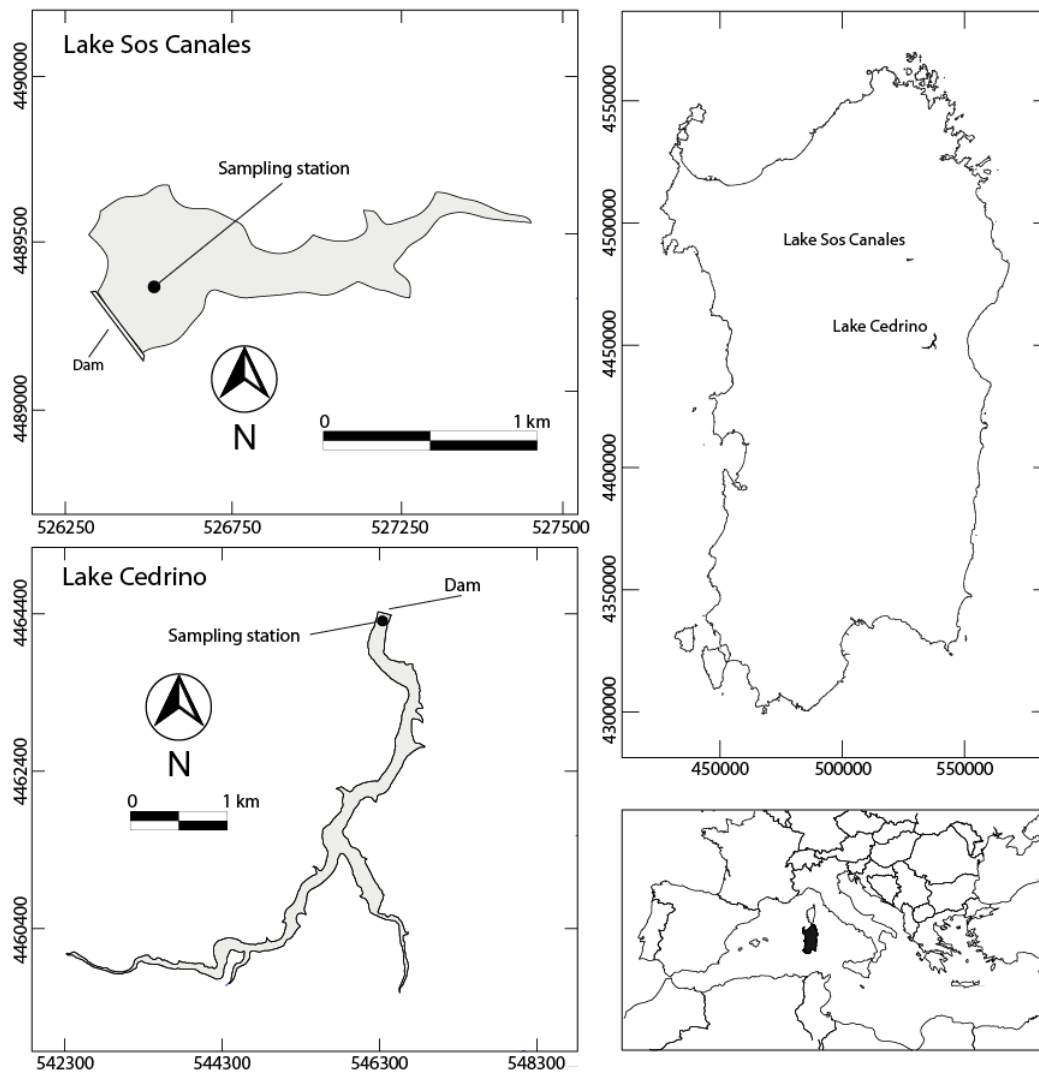 Lake Sos Canales
4490000
4489500
4489000
Sampling station
Dam
N
0 1 km
526250 526750 527250 527500
Lake Cedrino
4464400
4462400
4460400
Dam
Sampling station
N
0 1 km
542300 544300 546300 548300
4550000
4500000
4450000
4400000
4350000
4300000
Lake Sos Canales
Lake Cedrino
450000 500000 550000